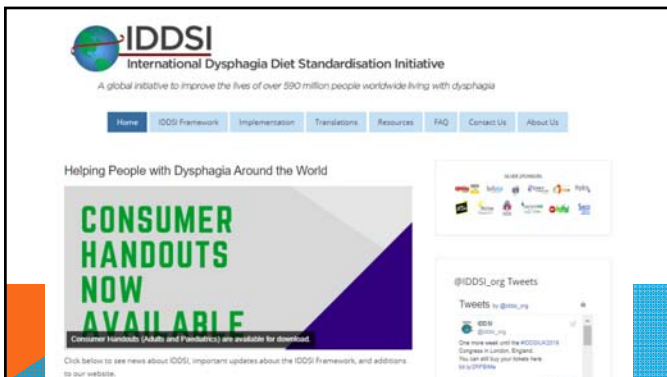 IDDSI
International Dysphagia Diet Standardisation Initiative
A global initiative to improve the lives of over 590 million people worldwide living with dysphagia
Home IDDSI Framework Implementation Translations Resources FAQ Contact Us About Us
Helping People with Dysphagia Around the World
CONSUMER
HANDOUTS
NOW
AVAILABLE
Consumer Handouts (Adults and Paediatrics) are available for download.
Click below to see news about IDDSI, important updates about the IDDSI Framework, and additions
to our website.
SILVER SPONSORS
@IDDSI_org Tweets
Tweets by @IDDSI_org
IDDSI
@IDDSI_org
One more week until the
Congress in London, England.
You can still buy your tickets here: